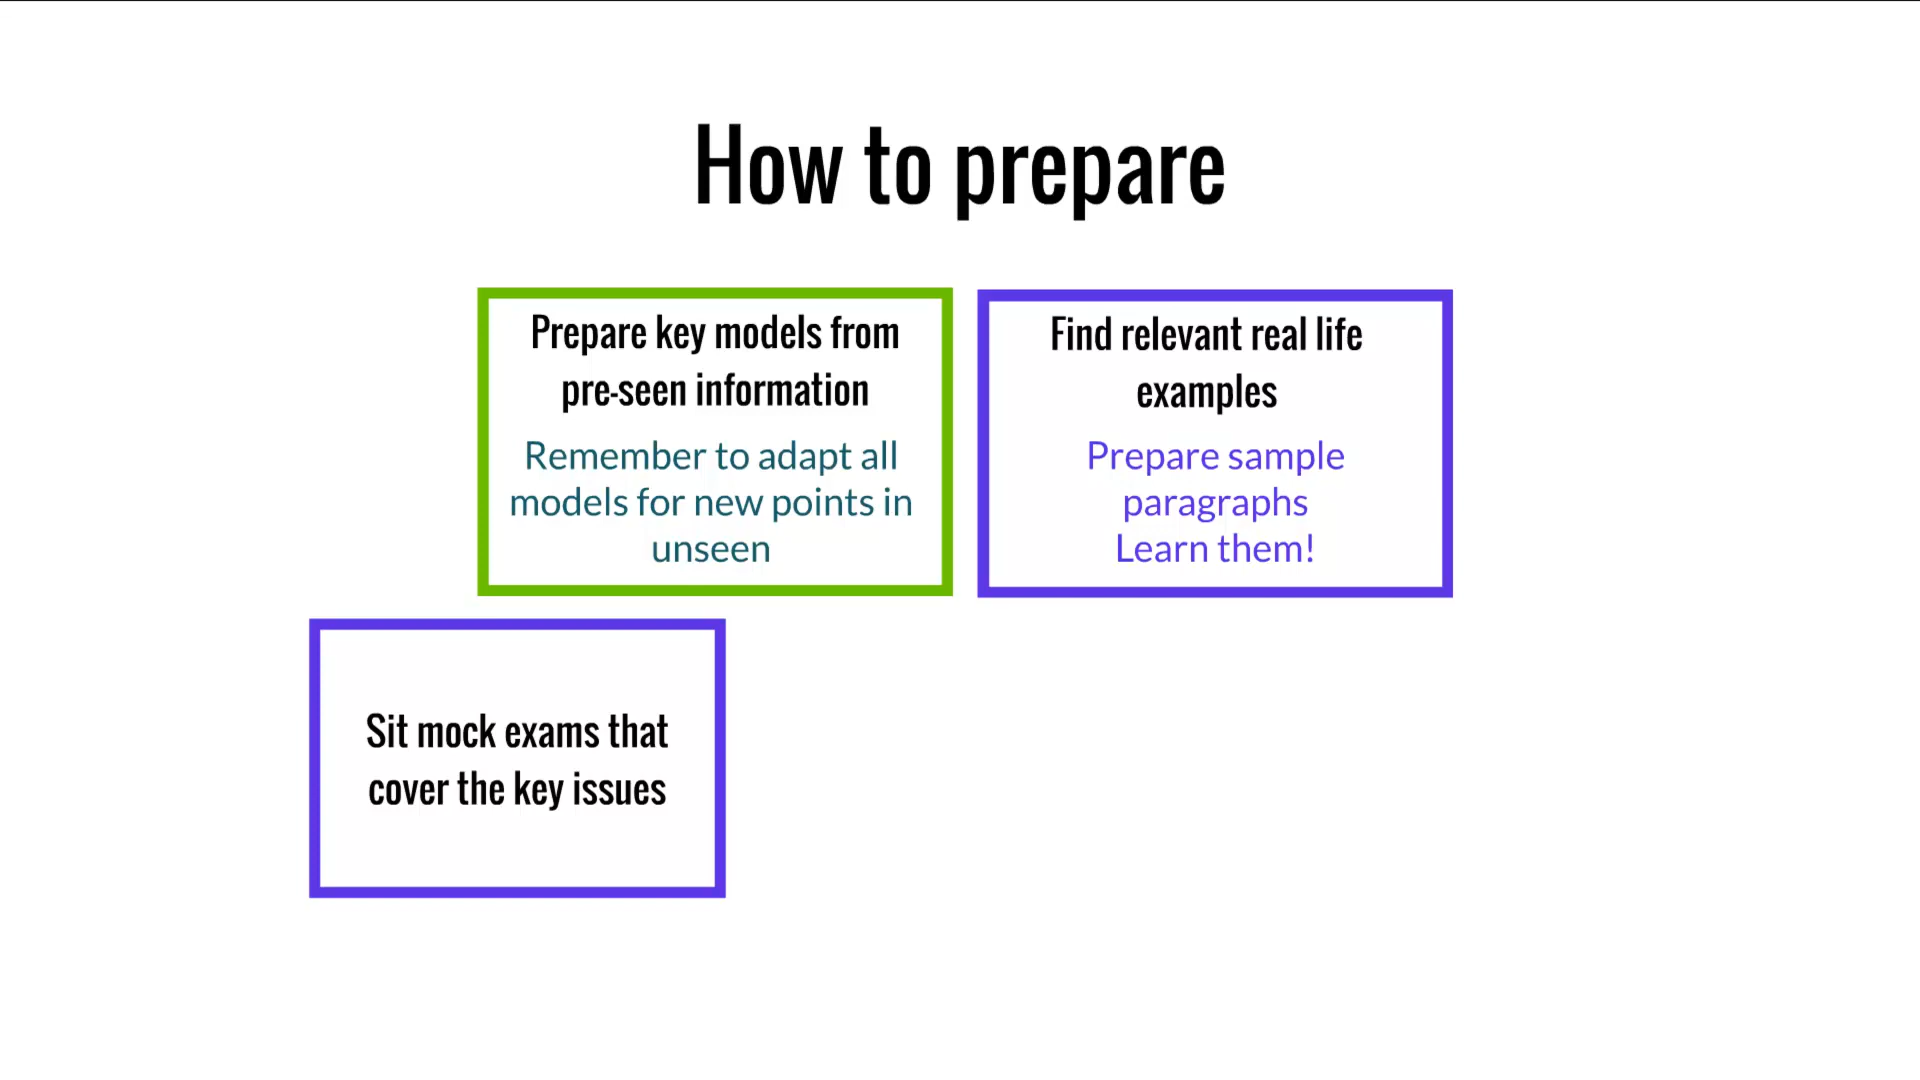 How to prepare
Prepare key models from
pre-seen information
Remember to adapt all
models for new points in
unseen
Find relevant real life
examples
Prepare sample
paragraphs
Learn them!
Sit mock exams that
cover the key issues